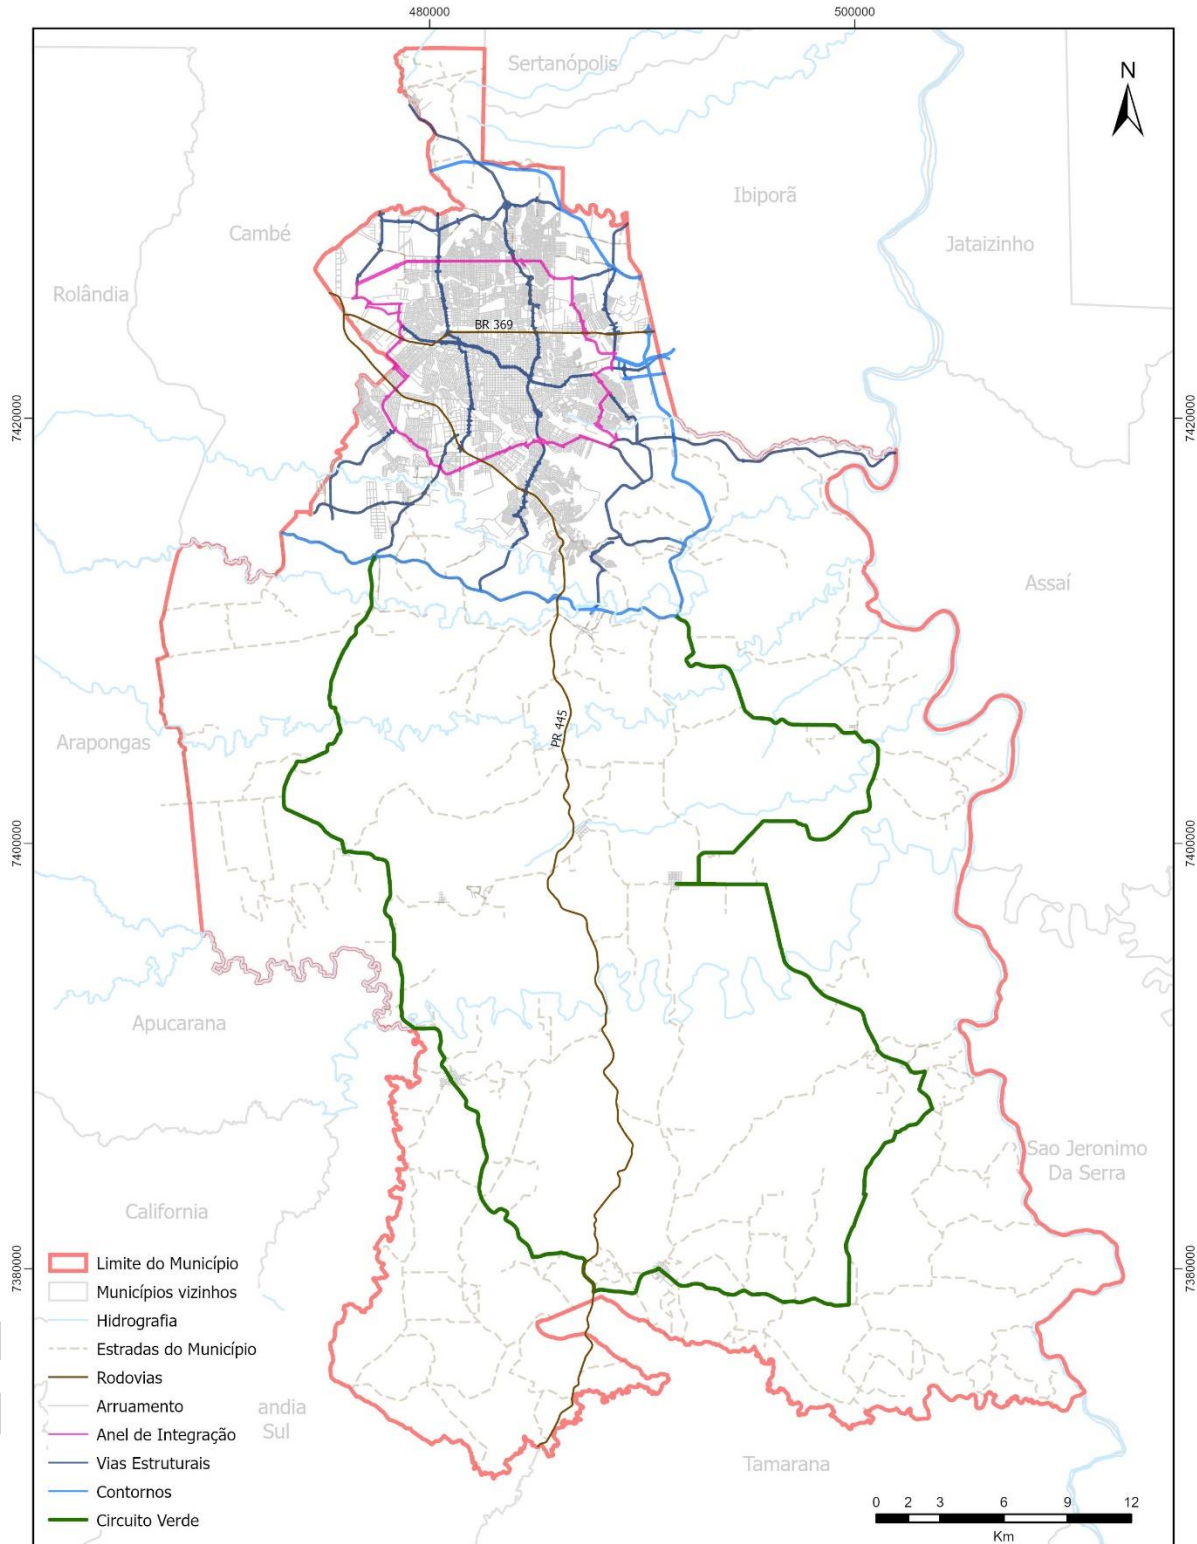 480000
500000
Sertanópolis
N
Ibiporã
Cambé
Jataizinho
Rolândia
BR 369
7420000
7420000
Assaí
Arapongas
PR 445
7400000
7400000
Apucarana
Sao Jeronimo
Da Serra
California
7380000
7380000
Limite do Município
Municípios vizinhos
Hidrografia
Estradas do Município
Rodovias
Arruamento
Anel de Integração
Vias Estruturais
Contornos
Circuito Verde
andia
Sul
Tamarana
0 2 3 6 9 12
Km